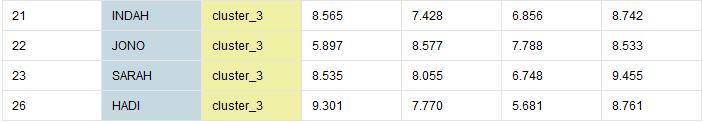 21 INDAH cluster_3 8.565 7.428 6.856 8.742
22 JONO cluster_3 5.897 8.577 7.788 8.533
23 SARAH cluster_3 8.535 8.055 6.748 9.455
26 HADI cluster_3 9.301 7.770 5.681 8.761